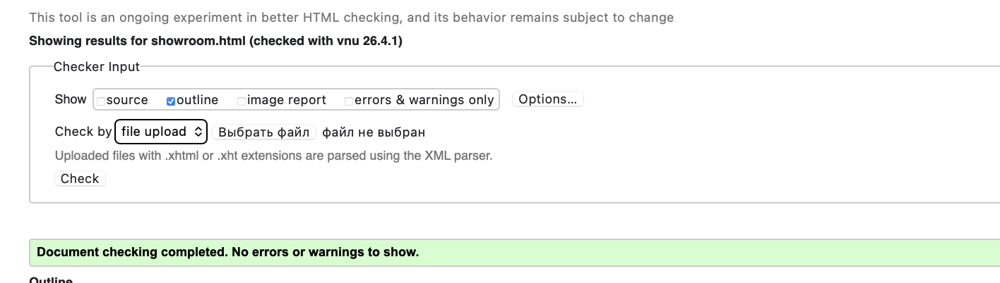 This tool is an ongoing experiment in better HTML checking, and its behavior remains subject to change
Showing results for showroom.html (checked with vnu 26.4.1)
Checker Input
Show source outline image report errors & warnings only Options...
Check by file upload Выбрать файл файл не выбран
Uploaded files with .xhtml or .xht extensions are parsed using the XML parser.
Check
Document checking completed. No errors or warnings to show.
Outline